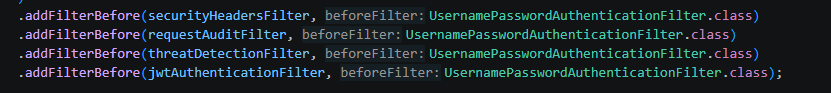 .addFilterBefore(securityHeadersFilter, beforeFilter: UsernamePasswordAuthenticationFilter.class)
.addFilterBefore(requestAuditFilter, beforeFilter: UsernamePasswordAuthenticationFilter.class)
.addFilterBefore(threatDetectionFilter, beforeFilter: UsernamePasswordAuthenticationFilter.class)
.addFilterBefore(jwtAuthenticationFilter, beforeFilter: UsernamePasswordAuthenticationFilter.class);